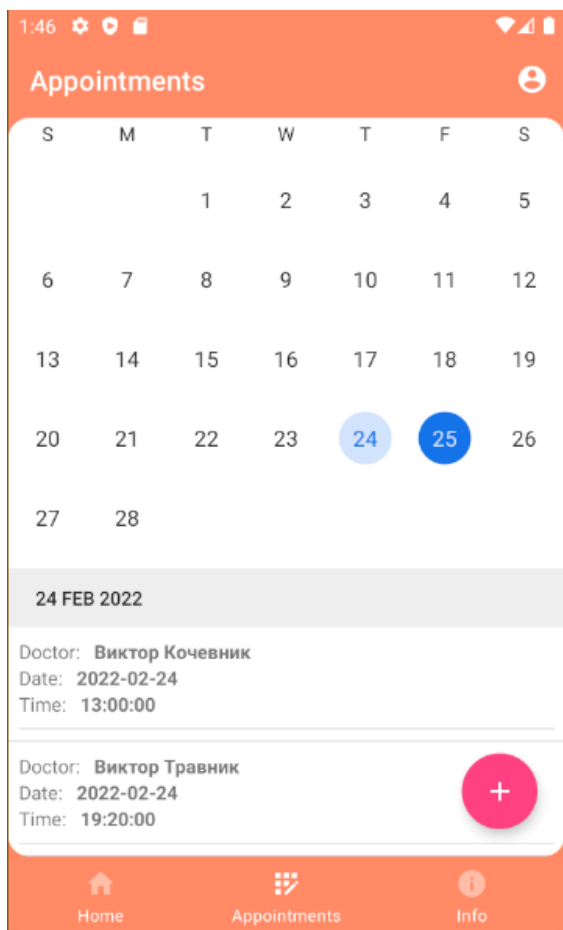 1:46
Appointments
S M T W T F S
1 2 3 4 5
6 7 8 9 10 11 12
13 14 15 16 17 18 19
20 21 22 23 24 25 26
27 28
24 FEB 2022
Doctor: Виктор Кочевник
Date: 2022-02-24
Time: 13:00:00
Doctor: Виктор Травник
Date: 2022-02-24
Time: 19:20:00
+
Home Appointments Info